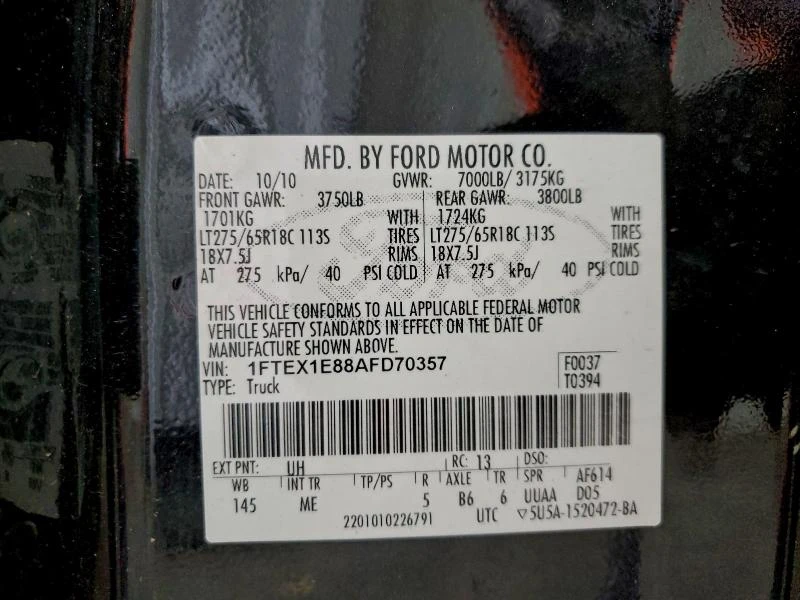 MFD. BY FORD MOTOR CO.
DATE: 10/10 GVWR: 7000LB/ 3175KG
FRONT GAWR: 3750LB REAR GAWR: 3800LB
1701KG WITH 1724KG WITH
LT275/65R18C 113S TIRES LT275/65R18C 113S TIRES
18X7.5J RIMS 18X7.5J RIMS
AT 275 kPa/ 40 PSI COLD AT 275 kPa/ 40 PSI COLD
THIS VEHICLE CONFORMS TO ALL APPLICABLE FEDERAL MOTOR
VEHICLE SAFETY STANDARDS IN EFFECT ON THE DATE OF
MANUFACTURE SHOWN ABOVE.
VIN: 1FTEX1E88AFD70357 F0037
TYPE: Truck T0394
EXT PNT: UH RC: 13 DSO:
WB INT TR TP/PS R AXLE TR SPR AF614
145 ME 5 B6 6 UUAA D05
2201010226791 UTC ▽5U5A-1520472-BA